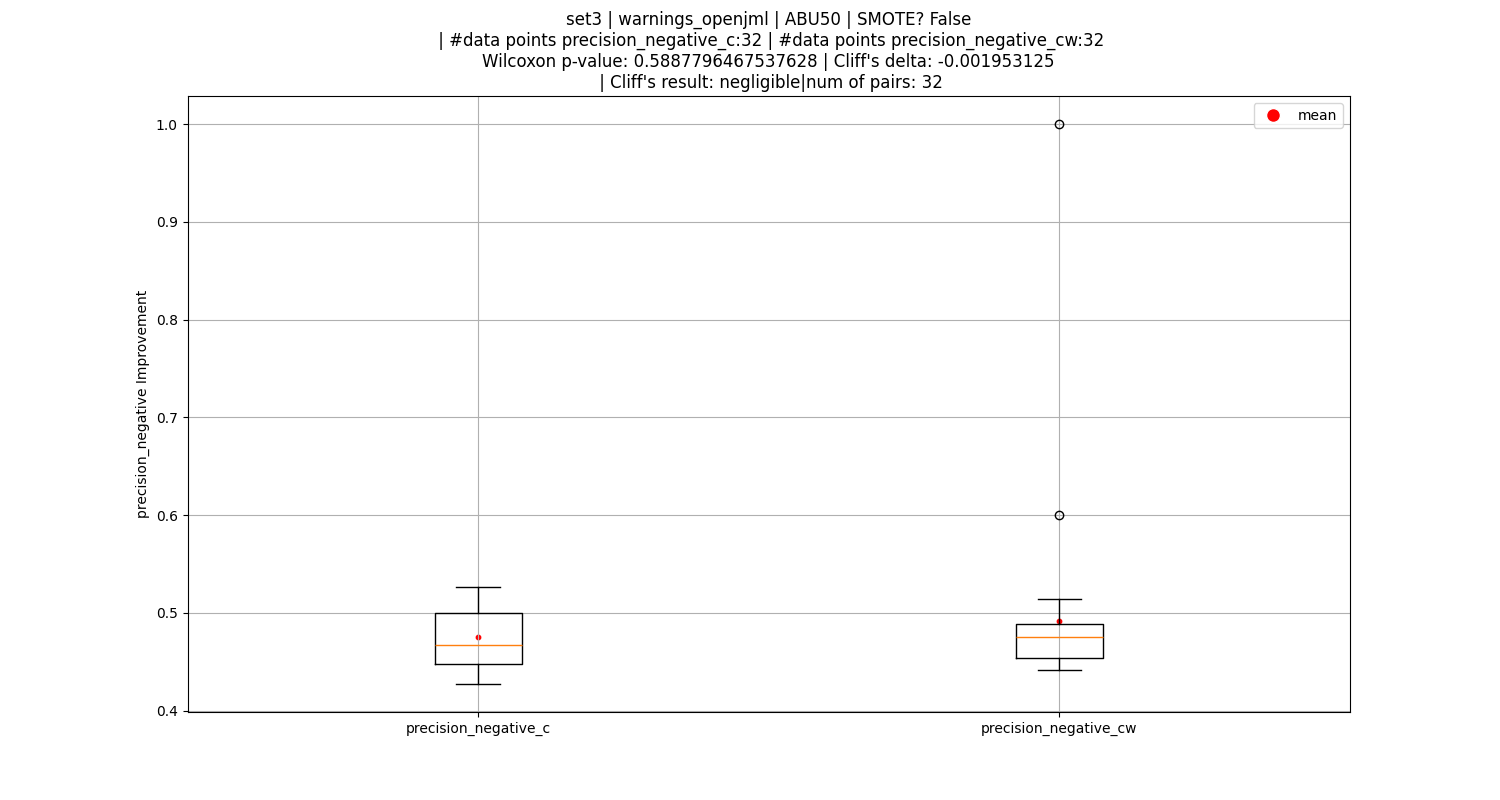 set3 | warnings_openjml | ABU50 | SMOTE? False
| #data points precision_negative_c:32 | #data points precision_negative_cw:32
Wilcoxon p-value: 0.5887796467537628 | Cliff's delta: -0.001953125
| Cliff's result: negligible|num of pairs: 32
mean
1.0
0.9
0.8
0.7
0.6
0.5
0.4
precision_negative Improvement
precision_negative_c
precision_negative_cw